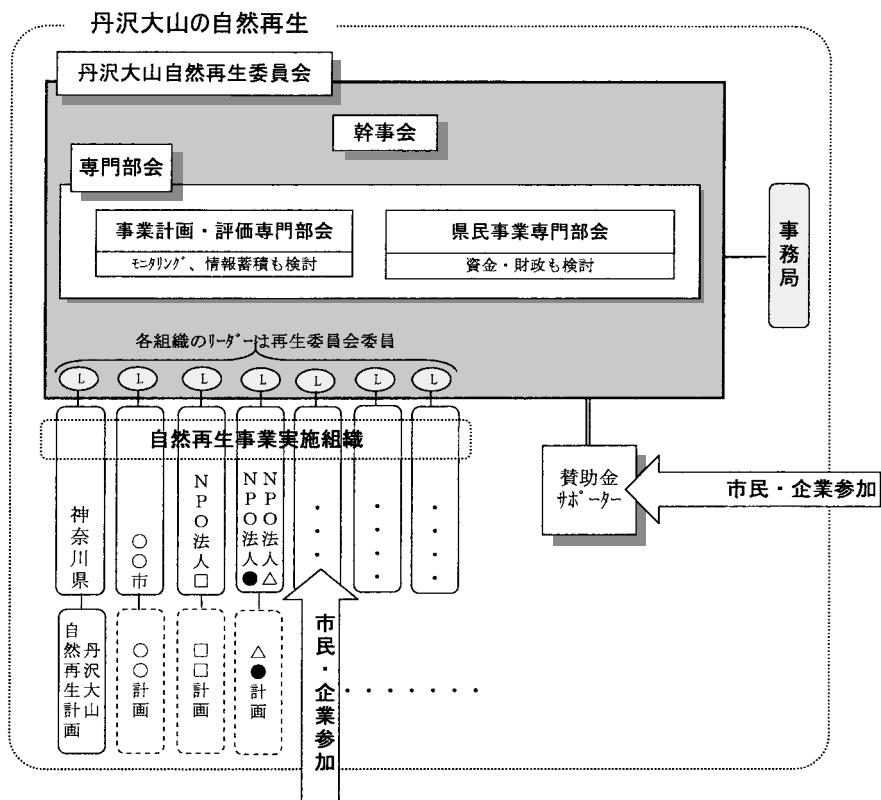 丹沢大山の自然再生
丹沢大山自然再生委員会
幹事会
専門部会
事業計画・評価専門部会
ﾓﾆﾀﾘﾝｸﾞ、情報蓄積も検討
県民事業専門部会
資金・財政も検討
事務局
各組織のﾘｰﾀﾞｰは再生委員会委員
L L L L L L L
自然再生事業実施組織
神奈川県
〇〇市
NPO法人□
NPO法人△
NPO法人●
・・・
・・・・
・・・・
賛助金
ｻﾎﾟｰﾀｰ
市民・企業参加
丹沢大山
自然再生計画
〇〇計画
□□計画
△●計画
市民・企業参加
・・・・・・・